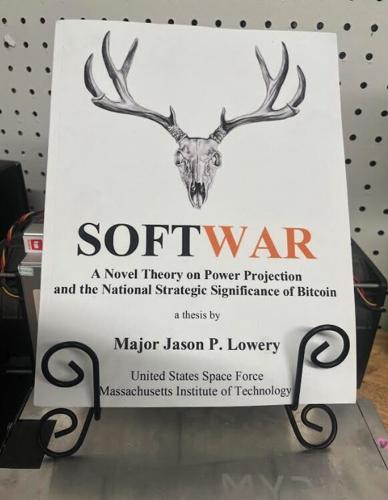 SOFTWAR
A Novel Theory on Power Projection
and the National Strategic Significance of Bitcoin
a thesis by
Major Jason P. Lowery
United States Space Force
Massachusetts Institute of Technology